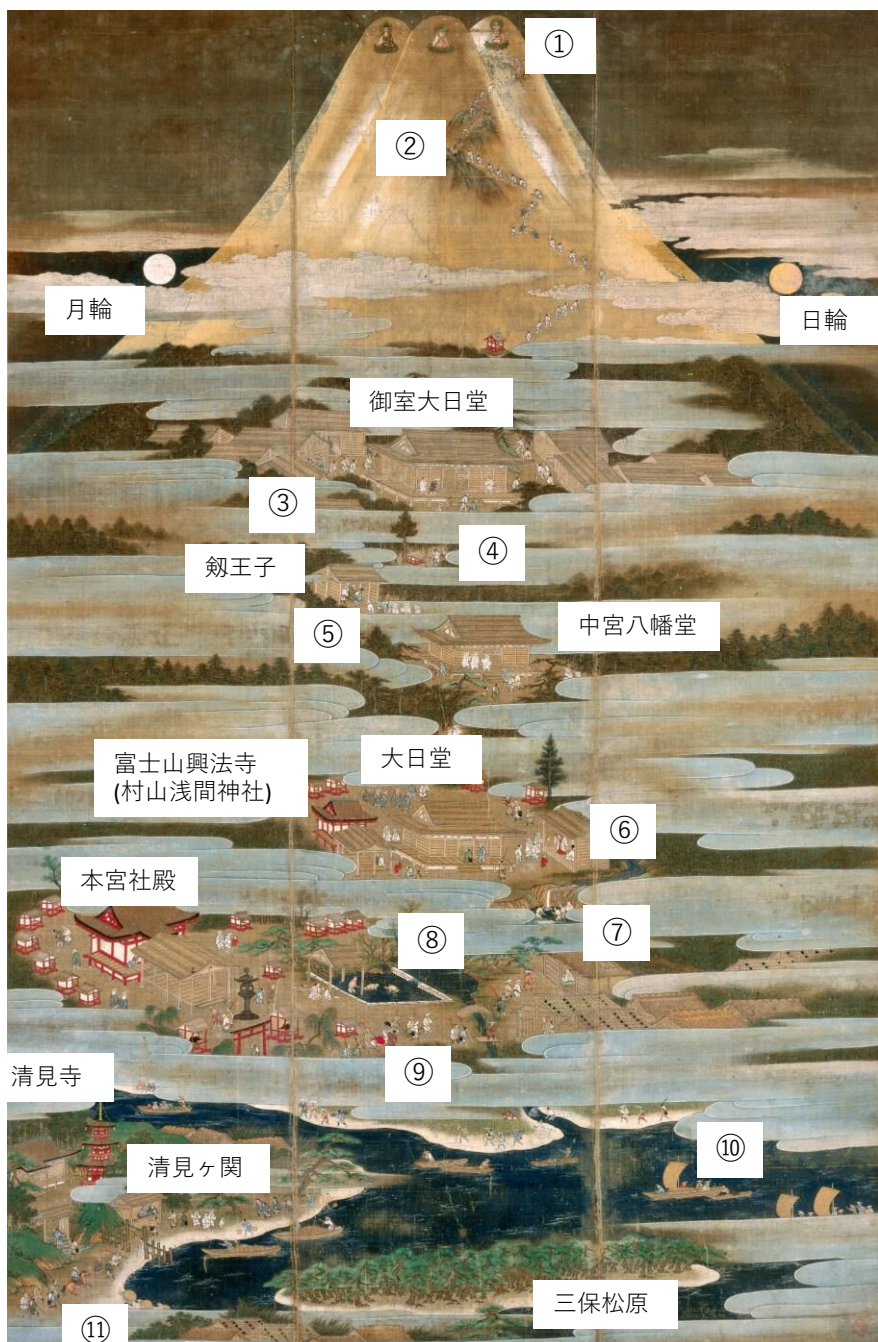 ①
②
月輪
日輪
御室大日堂
③
④
剱王子
⑤
中宮八幡堂
大日堂
富士山興法寺
(村山浅間神社)
⑥
本宮社殿
⑧
⑦
⑨
清見寺
⑩
清見ヶ関
三保松原
⑪